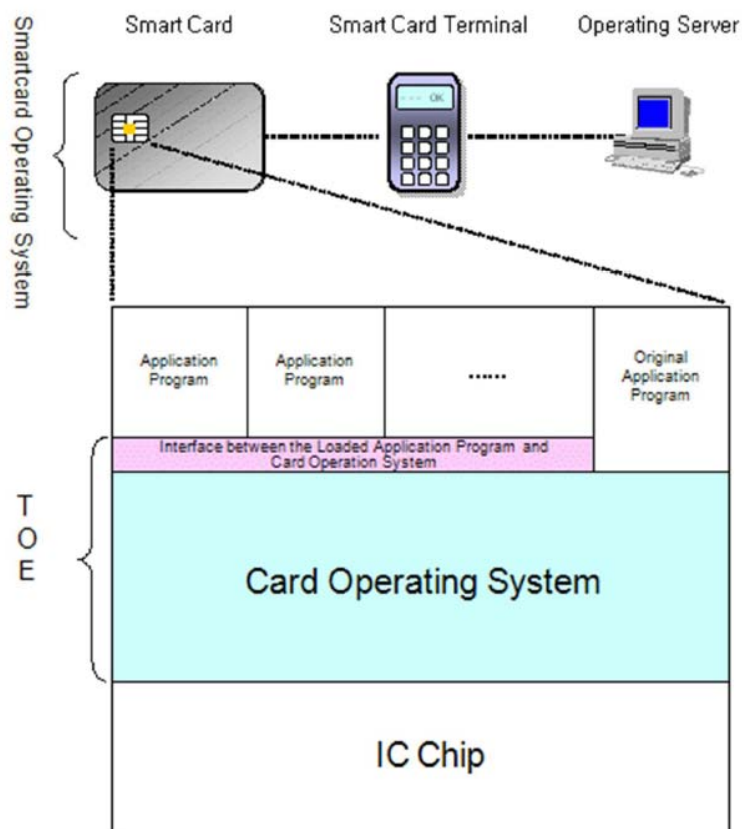 Smart Card
Smart Card Terminal
Operating Server
Smartcard Operating System
--- OK
Application
Program
Application
Program
......
Original
Application
Program
Interface between the Loaded Application Program and
Card Operation System
T
O
E
Card Operating System
IC Chip